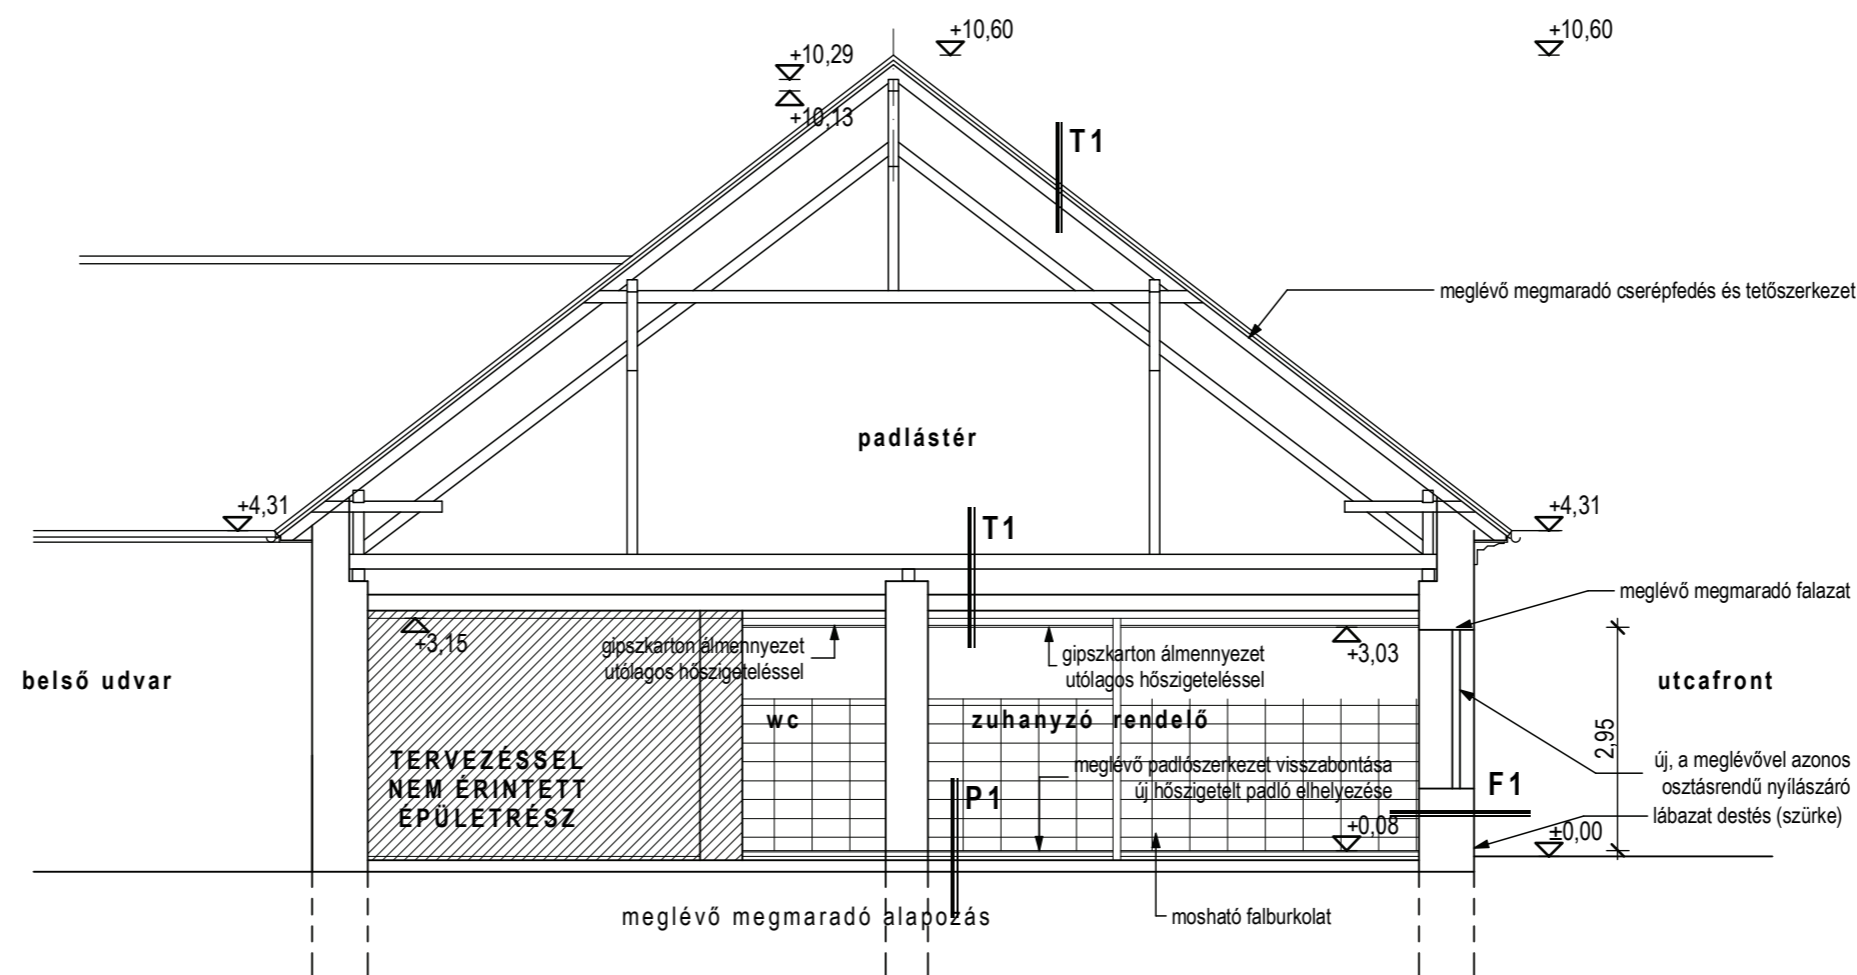 +10,60
+10,60
+10,29
+10,13
T1
meglévő megmaradó cserépfedés és tetőszerkezet
padlástér
+4,31
+4,31
T1
meglévő megmaradó falazat
+3,15
gipszkarton álmennyezet
utólagos hőszigeteléssel
gipszkarton álmennyezet
utólagos hőszigeteléssel
+3,03
belső udvar
utcafront
wc
zuhanyzó rendelő
2,95
TERVEZÉSSEL
NEM ÉRINTETT
ÉPÜLETRÉSZ
meglévő padlószerkezet visszabontása
új hőszigetelt padló elhelyezése
új, a meglévővel azonos
osztásrendű nyílászáró
P1
F1
lábazat destés (szürke)
+0,08
±0,00
meglévő megmaradó alapozás
mosható falburkolat